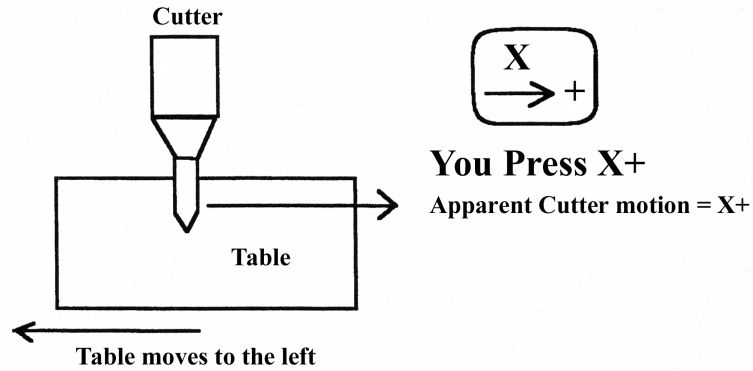 Cutter
X
+
You Press X+
Apparent Cutter motion = X+
Table
Table moves to the left